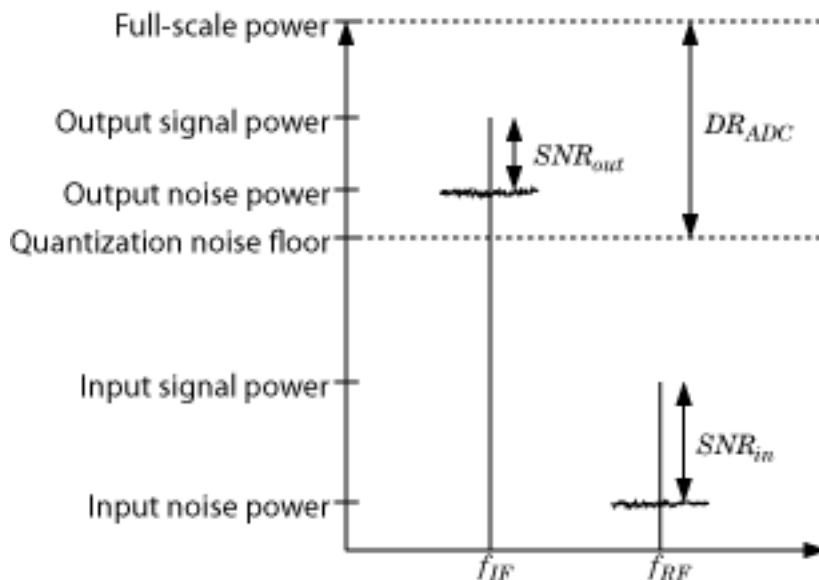 Full-scale power
Output signal power
Output noise power
Quantization noise floor
Input signal power
Input noise power
DR_ADC
SNR_out
SNR_in
f_IF
f_RF